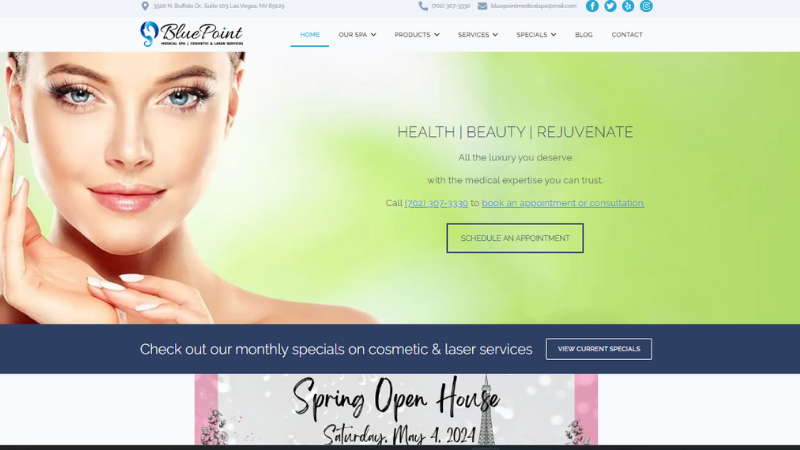 3326 N. Buffalo Dr., Suite 103 Las Vegas, NV 89129
(702) 307-3330
bluepointmedicalspa@mail.com
BluePoint
MEDICAL SPA | COSMETIC & LASER SERVICES
HOME
OUR SPA
PRODUCTS
SERVICES
SPECIALS
BLOG
CONTACT
HEALTH | BEAUTY | REJUVENATE
All the luxury you deserve
with the medical expertise you can trust.
Call (702) 307-3330 to book an appointment or consultation.
SCHEDULE AN APPOINTMENT
Check out our monthly specials on cosmetic & laser services
VIEW CURRENT SPECIALS
Spring Open House
Saturday, May 4, 2024